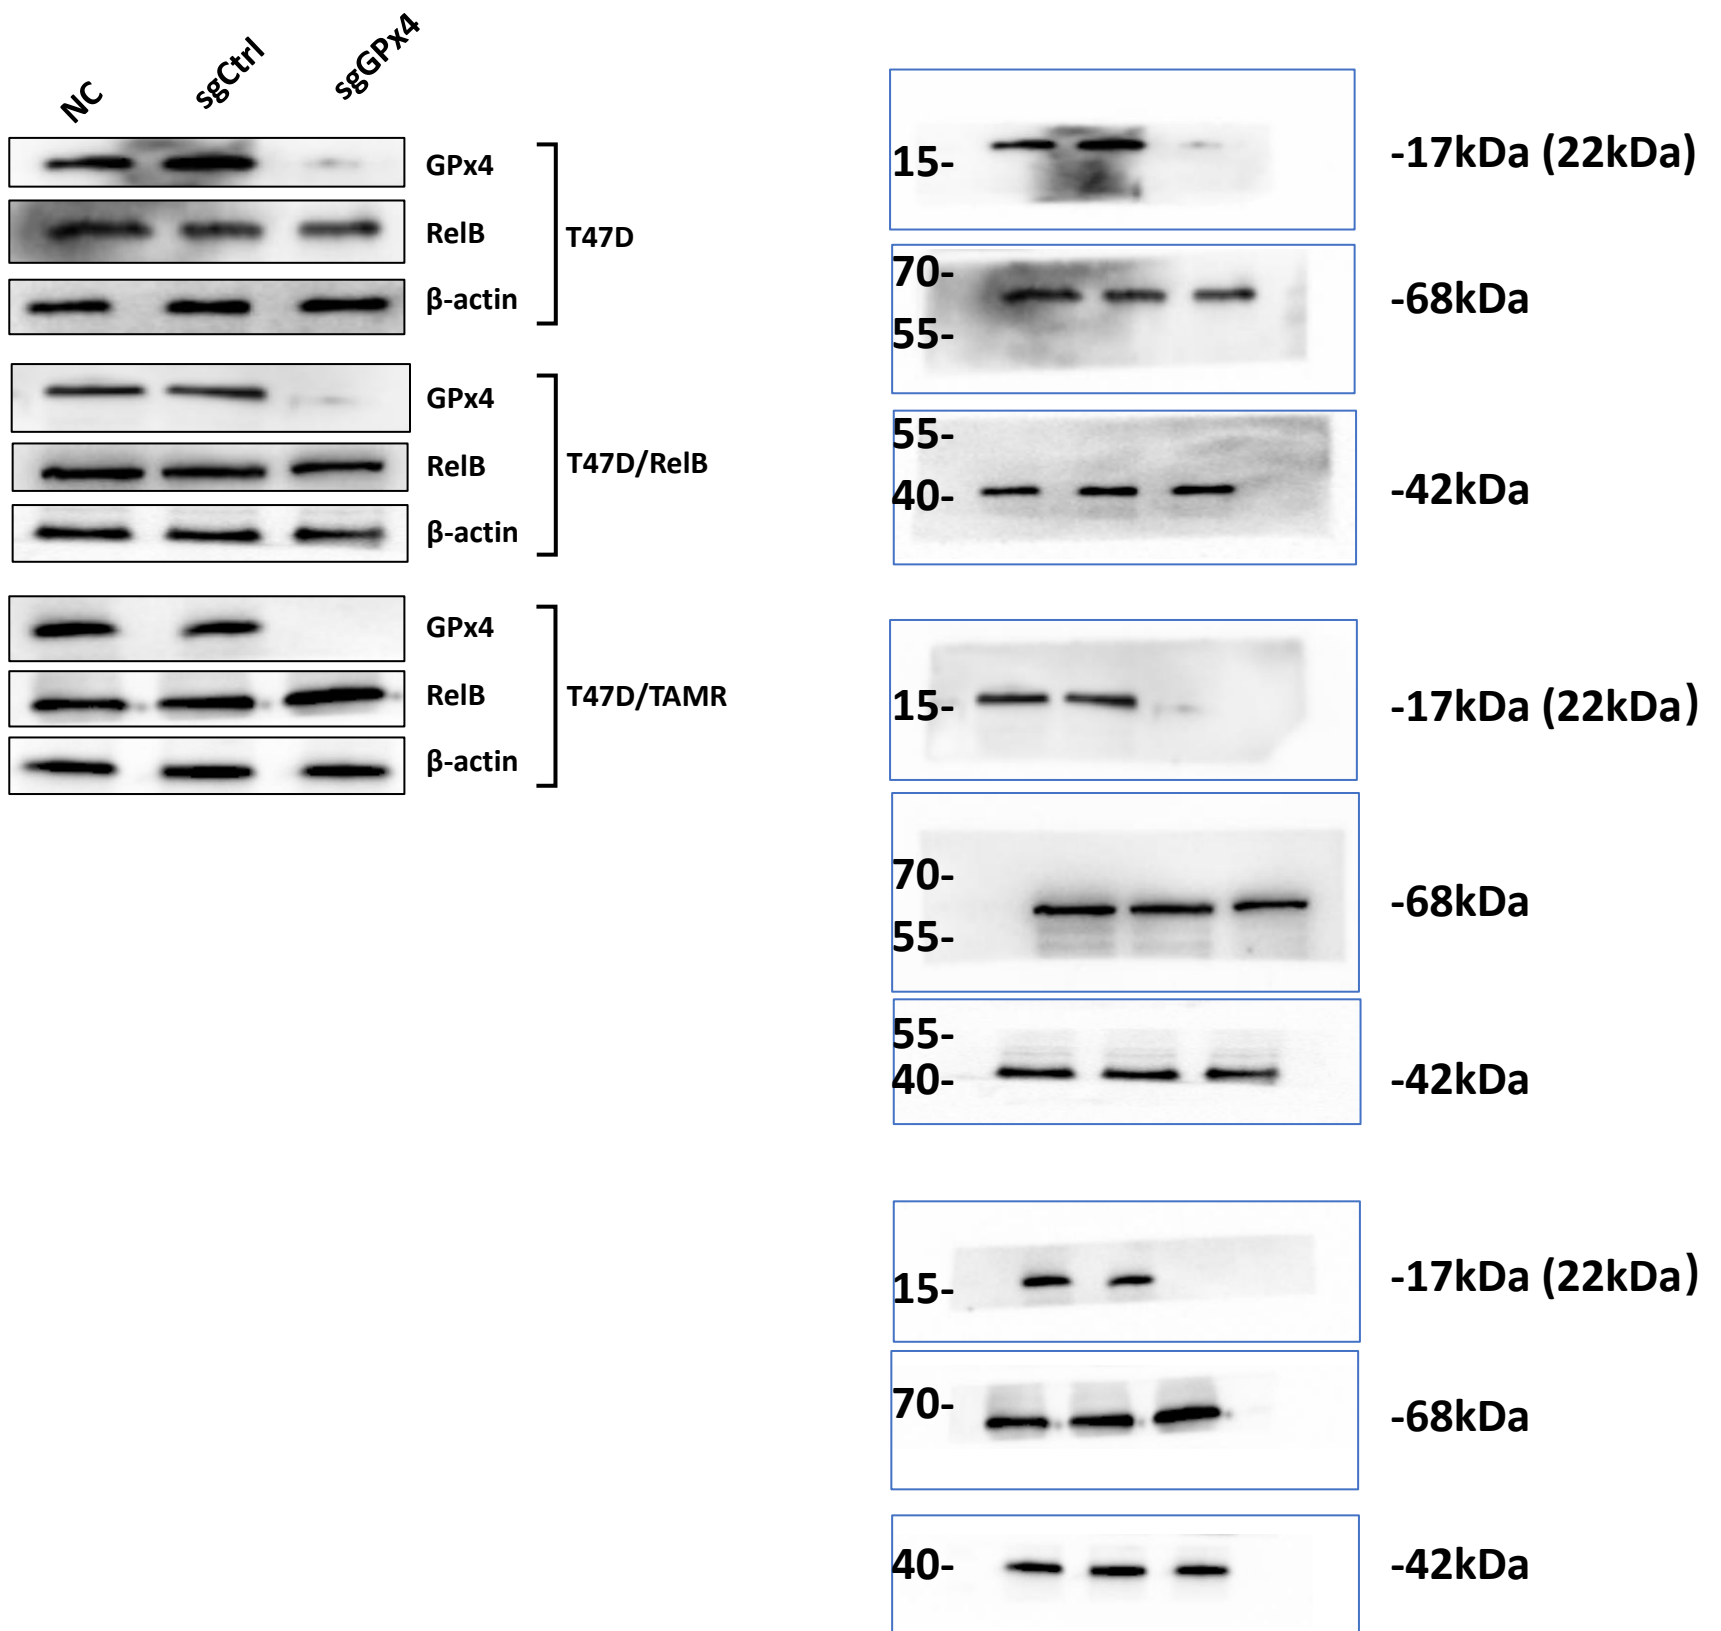 NC
sgCtrl
sgGPx4
GPx4
RelB
β-actin
T47D
GPx4
RelB
β-actin
T47D/RelB
GPx4
RelB
β-actin
T47D/TAMR
15-
-17kDa (22kDa)
70-
55-
-68kDa
55-
40-
-42kDa
15-
-17kDa (22kDa)
70-
55-
-68kDa
55-
40-
-42kDa
15-
-17kDa (22kDa)
70-
-68kDa
40-
-42kDa